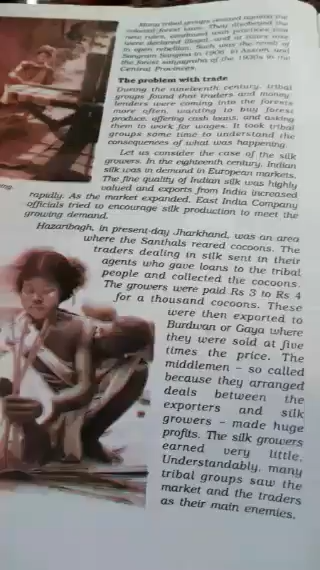 Many tribal groups reacted against the
colonial forest laws. They disobeyed the
new rules, continued with practices that
were declared illegal, and at times rose
in open rebellion. Such was the revolt of
Songram Sangma in 1906 in Assam and
the forest satyagraha of the 1930s in the
Central Provinces.
The problem with trade
During the nineteenth century, tribal
groups found that traders and money-
lenders were coming into the forests
more often, wanting to buy forest
produce, offering cash loans, and asking
them to work for wages. It took tribal
groups some time to understand the
consequences of what was happening.
Let us consider the case of the silk
growers. In the eighteenth century, Indian
silk was in demand in European markets.
The fine quality of Indian silk was highly
valued and exports from India increased
rapidly. As the market expanded, East India Company
officials tried to encourage silk production to meet the
growing demand.
Hazaribagh, in present-day Jharkhand, was an area
where the Santhals reared cocoons. The
traders dealing in silk sent in their
agents who gave loans to the tribal
people and collected the cocoons.
The growers were paid Rs 3 to Rs 4
for a thousand cocoons. These
were then exported to
Burdwan or Gaya where
they were sold at five
times the price. The
middlemen – so called
because they arranged
deals between the
exporters and silk
growers – made huge
profits. The silk growers
earned very little.
Understandably, many
tribal groups saw the
market and the traders
as their main enemies.